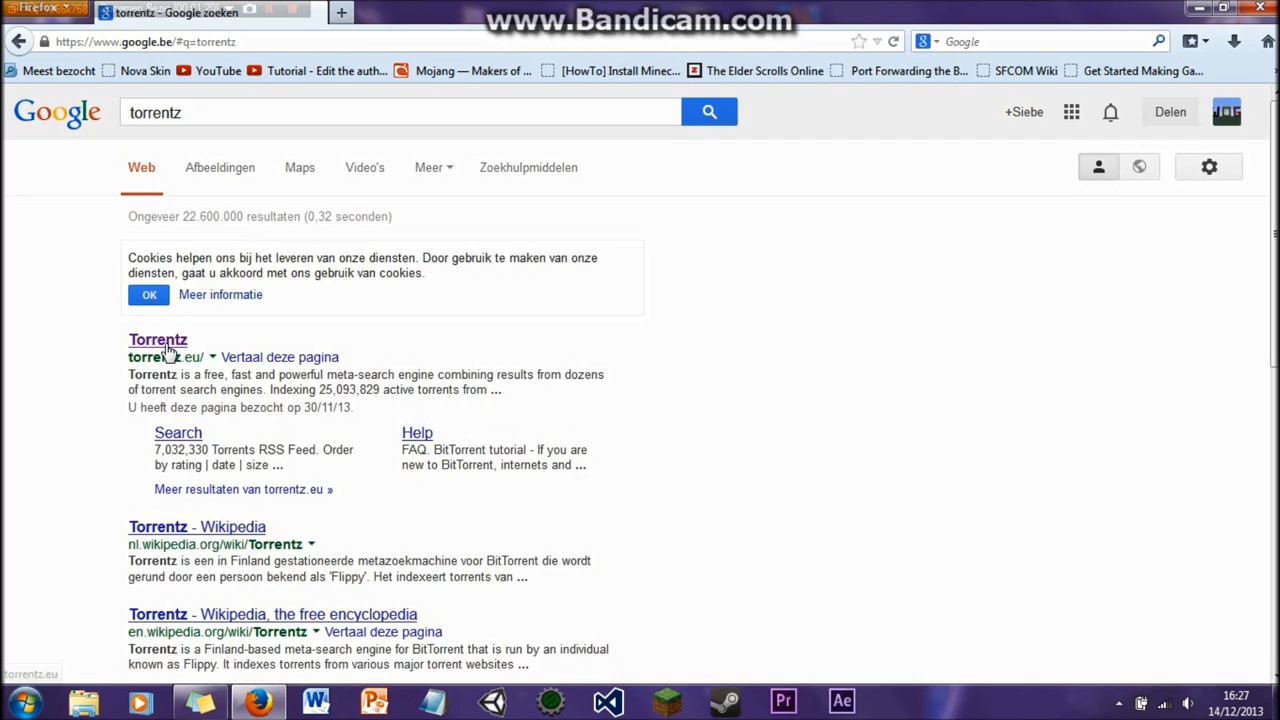 Firefox
www.Bandicam.com
torrentz - Google zoeken
https://www.google.be/#q=torrentz
Google
Meest bezocht
Nova Skin
YouTube
Tutorial - Edit the auth...
Mojang — Makers of ...
[HowTo] Install Minec...
The Elder Scrolls Online
Port Forwarding the B...
SFCOM Wiki
Get Started Making Ga...
Google
torrentz
+Siebe
Delen
Web
Afbeeldingen
Maps
Video's
Meer
Zoekhulpmiddelen
Ongeveer 22.600.000 resultaten (0,32 seconden)
Cookies helpen ons bij het leveren van onze diensten. Door gebruik te maken van onze
diensten, gaat u akkoord met ons gebruik van cookies.
OK
Meer informatie
Torrentz
torrentz.eu/ Vertaal deze pagina
Torrentz is a free, fast and powerful meta-search engine combining results from dozens
of torrent search engines. Indexing 25,093,829 active torrents from ...
U heeft deze pagina bezocht op 30/11/13.
Search
7,032,330 Torrents RSS Feed. Order
by rating | date | size ...
Help
FAQ. BitTorrent tutorial - If you are
new to BitTorrent, internets and ...
Meer resultaten van torrentz.eu »
Torrentz - Wikipedia
nl.wikipedia.org/wiki/Torrentz
Torrentz is een in Finland gestationeerde metazoekmachine voor BitTorrent die wordt
gerund door een persoon bekend als 'Flippy'. Het indexeert torrents van ...
Torrentz - Wikipedia, the free encyclopedia
en.wikipedia.org/wiki/Torrentz Vertaal deze pagina
Torrentz is a Finland-based meta-search engine for BitTorrent that is run by an individual
known as Flippy. It indexes torrents from various major torrent websites ...
torrentz.eu
Pr
Ae
16:27
14/12/2013